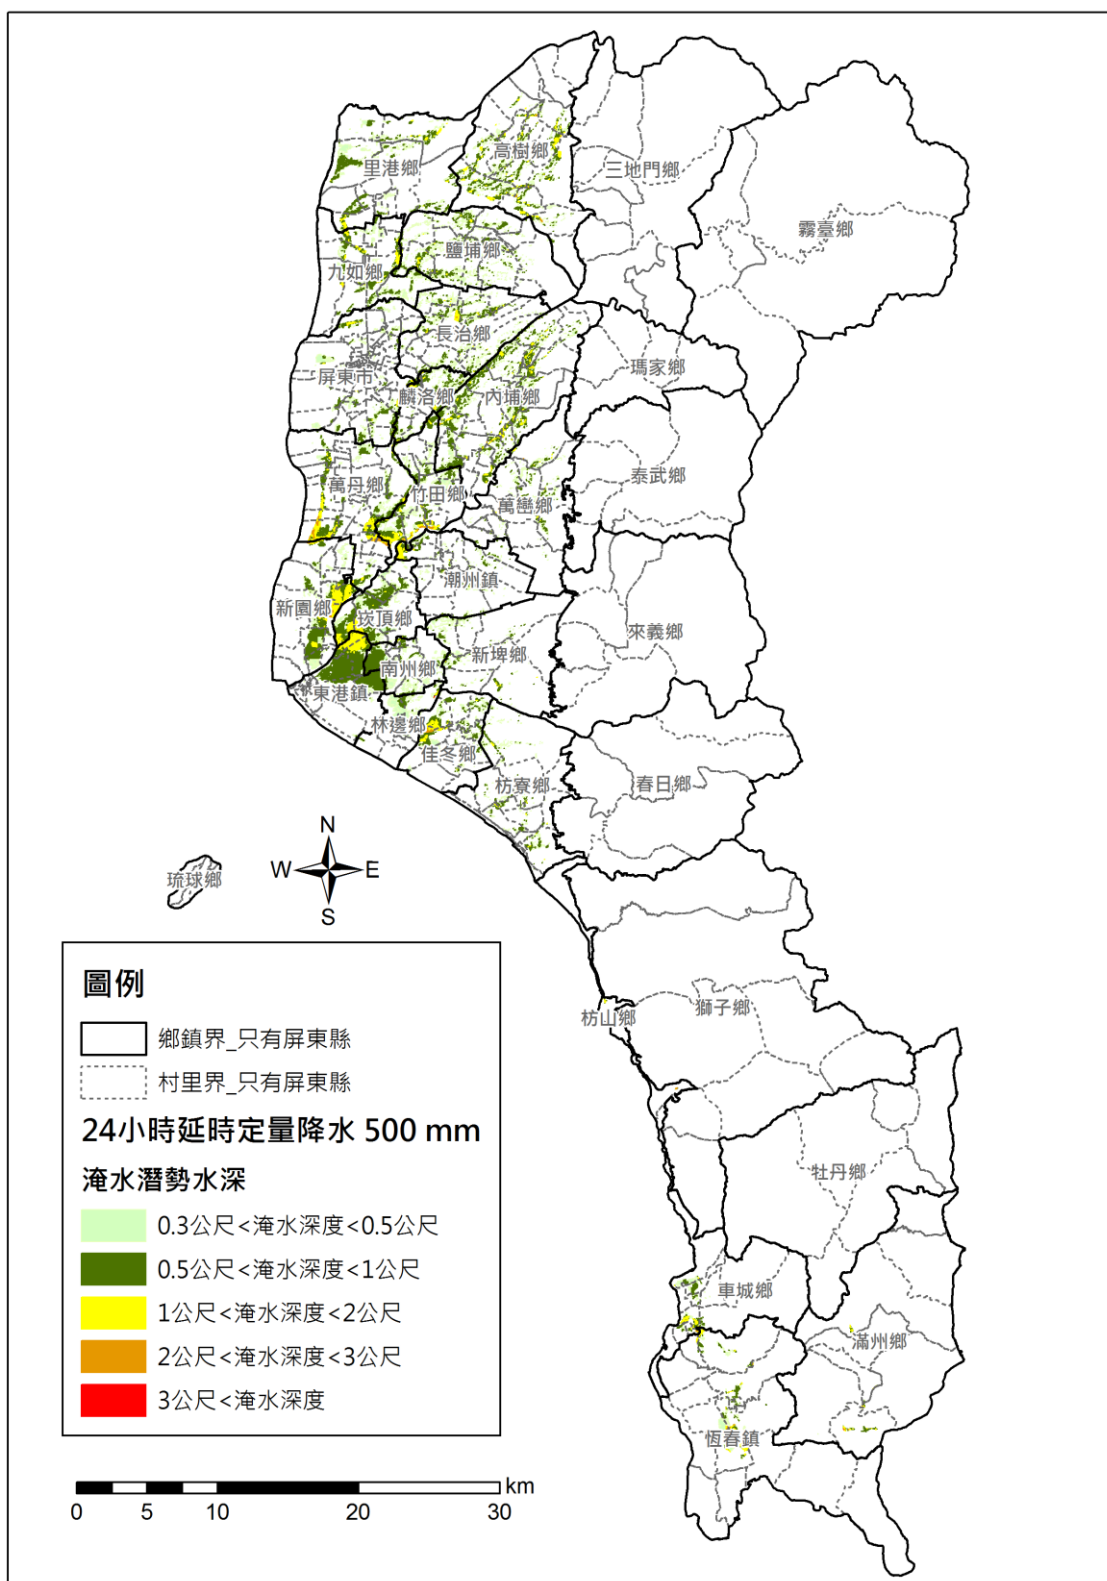 高樹鄉
里港鄉
三地門鄉
霧臺鄉
鹽埔鄉
九如鄉
長治鄉
瑪家鄉
屏東市
麟洛鄉
內埔鄉
泰武鄉
萬丹鄉
竹田鄉
萬巒鄉
潮州鎮
新園鄉
崁頂鄉
來義鄉
新埤鄉
南州鄉
東港鎮
林邊鄉
佳冬鄉
枋寮鄉
春日鄉
N
W
E
S
琉球鄉
獅子鄉
枋山鄉
牡丹鄉
車城鄉
滿州鄉
恆春鎮
圖例
鄉鎮界_只有屏東縣
村里界_只有屏東縣
24小時延時定量降水 500 mm
淹水潛勢水深
0.3公尺<淹水深度<0.5公尺
0.5公尺<淹水深度<1公尺
1公尺<淹水深度<2公尺
2公尺<淹水深度<3公尺
3公尺<淹水深度
km
0 5 10 20 30